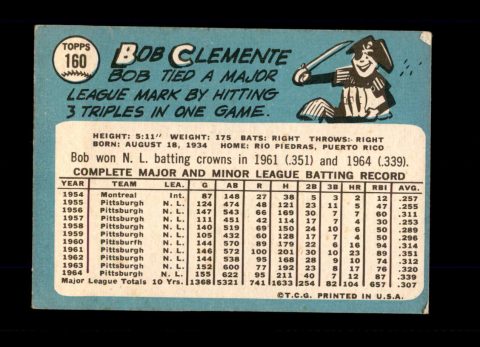 TOPPS
160
BOB CLEMENTE
BOB TIED A MAJOR
LEAGUE MARK BY HITTING
3 TRIPLES IN ONE GAME.
HEIGHT: 5:11" WEIGHT: 175 BATS: RIGHT THROWS: RIGHT
BORN: AUGUST 18, 1934 HOME: RIO PIEDRAS, PUERTO RICO
Bob won N. L. batting crowns in 1961 (.351) and 1964 (.339).
COMPLETE MAJOR AND MINOR LEAGUE BATTING RECORD
YEAR TEAM LEA. G AB R H 2B 3B HR RBI AVG.
1954 Montreal Int. 87 148 27 38 5 3 2 12 .257
1955 Pittsburgh N. L. 124 474 48 121 23 11 5 47 .255
1956 Pittsburgh N. L. 147 543 66 169 30 7 7 60 .311
1957 Pittsburgh N. L. 111 451 42 114 17 7 4 30 .253
1958 Pittsburgh N. L. 140 519 69 150 24 10 6 50 .289
1959 Pittsburgh N. L. 105 432 60 128 17 7 4 50 .296
1960 Pittsburfh N. L. 144 570 89 179 22 6 16 94 .314
1961 Pittsburgh N. L. 146 572 100 201 30 10 23 89 .351
1962 Pittsburgh N. L. 144 538 95 168 28 9 10 74 .312
1963 Pittsburgh N. L. 152 600 77 192 23 8 17 76 .320
1964 Pittsburgh N. L. 155 622 95 211 40 7 12 87 .339
Major League Totals 10 Yrs. 1368 5321 741 1633 254 82 104 657 .307
©T.C.G. PRINTED IN U.S.A.